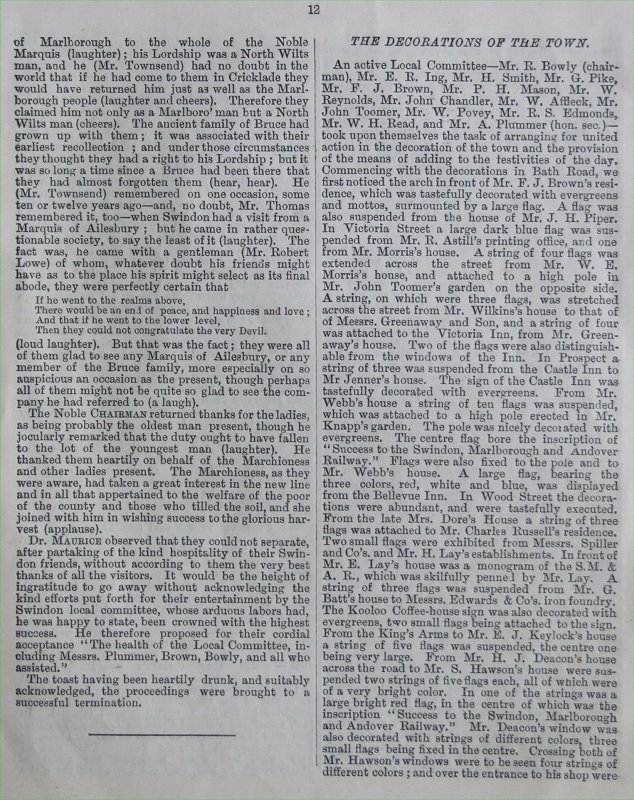 12
of Marlborough to the whole of the Noble
Marquis (laughter); his Lordship was a North Wilts
man, and he (Mr. Townsend) had no doubt in the
world that if he had come to them in Cricklade they
would have returned him just as well as the Marl-
borough people (laughter and cheers). Therefore they
claimed him not only as a Marlboro' man but a North
Wilts man (cheers). The ancient family of Bruce had
grown up with them; it was associated with their
earliest recollection; and under those circumstances
they thought they had a right to his Lordship; but it
was so long a time since a Bruce had been there that
they had almost forgotten them (hear, hear). He
(Mr. Townsend) remembered on one occasion, some
ten or twelve years ago—and, no doubt, Mr. Thomas
remembered it, too—when Swindon had a visit from a
Marquis of Ailesbury; but he came in rather ques-
tionable society, to say the least of it (laughter). The
fact was, he came with a gentleman (Mr. Robert
Lowe) of whom, whatever doubt his friends might
have as to the place his spirit might select as its final
abode, they were perfectly certain that
If he went to the realms above,
There would be an end of peace, and happiness and love;
And that if he went to the lower level,
Then they could not congratulate the very Devil.
(loud laughter). But that was the fact; they were all
of them glad to see any Marquis of Ailesbury, or any
member of the Bruce family, more especially on so
auspicious an occasion as the present, though perhaps
all of them might not be quite so glad to see the com-
pany he had referred to (a laugh).
The Noble CHAIRMAN returned thanks for the ladies,
as being probably the oldest man present, though he
jocularly remarked that the duty ought to have fallen
to the lot of the youngest man (laughter). He
thanked them heartily on behalf of the Marchioness
and other ladies present. The Marchioness, as they
were aware, had taken a great interest in the new line
and in all that appertained to the welfare of the poor
of the county and those who tilled the soil, and she
joined with him in wishing success to the glorious har-
vest (applause).
Dr. MAURICE observed that they could not separate,
after partaking of the kind hospitality of their Swin-
don friends, without according to them the very best
thanks of all the visitors. It would be the height of
ingratitude to go away without acknowledging the
kind efforts put forth for their entertainment by the
Swindon local committee, whose arduous labors had,
he was happy to state, been crowned with the highest
success. He therefore proposed for their cordial
acceptance "The health of the Local Committee, in-
cluding Messrs. Plummer, Brown, Bowly, and all who
assisted."
The toast having been heartily drunk, and suitably
acknowledged, the proceedings were brought to a
successful termination.
THE DECORATIONS OF THE TOWN.
An active Local Committee—Mr. R. Bowly (chair-
man), Mr. E. R. Ing, Mr. H. Smith, Mr. G. Pike,
Mr. F. J. Brown, Mr. P. H. Mason, Mr. W.
Reynolds, Mr. John Chandler, Mr. W. Affleck, Mr.
John Toomer, Mr. W. Povey, Mr. R. S. Edmonds,
Mr. W. H. Read, and Mr. A. Plummer (hon. sec.)—
took upon themselves the task of arranging for united
action in the decoration of the town and the provision
of the means of adding to the festivities of the day.
Commencing with the decorations in Bath Road, we
first noticed the arch in front of Mr. F. J. Brown's resi-
dence, which was tastefully decorated with evergreens
and mottos, surmounted by a large flag. A flag was
also suspended from the house of Mr. J. H. Piper.
In Victoria Street a large dark blue flag was sus-
pended from Mr. R. Astill's printing office, and one
from Mr. Morris's house. A string of four flags was
extended across the street from Mr. W. E.
Morris's house, and attached to a high pole in
Mr. John Toomer's garden on the opposite side.
A string, on which were three flags, was stretched
across the street from Mr. Wilkins's house to that of
of Messrs. Greenaway and Son, and a string of four
was attached to the Victoria Inn, from Mr. Green-
away's house. Two of the flags were also distinguish-
able from the windows of the Inn. In Prospect a
string of three was suspended from the Castle Inn to
Mr Jenner's house. The sign of the Castle Inn was
tastefully decorated with evergreens. From Mr.
Webb's house a string of ten flags was suspended,
which was attached to a high pole erected in Mr.
Knapp's garden. The pole was nicely decorated with
evergreens. The centre flag bore the inscription of
"Success to the Swindon, Marlborough and Andover
Railway." Flags were also fixed to the pole and to
Mr. Webb's house. A large flag, bearing the
three colors, red, white and blue, was displayed
from the Bellevue Inn. In Wood Street the decora-
tions were abundant, and were tastefully executed.
From the late Mrs. Dore's House a string of three
flags was attached to Mr. Charles Russell's residence.
Two small flags were exhibited from Messrs. Spiller
and Co's. and Mr. H. Lay's establishments. In front of
Mr. E. Lay's house was a monogram of the S.M. &
A. R., which was skilfully penned by Mr. Lay. A
string of three flags was suspended from Mr. G.
Batt's house to Messrs. Edwards & Co's. iron foundry.
The Kooloo Coffee-house sign was also decorated with
evergreens, two small flags being attached to the sign.
From the King's Arms to Mr. E. J. Keylock's house
a string of five flags was suspended, the centre one
being very large. From Mr. H. J. Deacon's house
across the road to Mr. S. Hawson's house were sus-
pended two strings of five flags each, all of which were
of a very bright color. In one of the strings was a
large bright red flag, in the centre of which was the
inscription "Success to the Swindon, Marlborough
and Andover Railway." Mr. Deacon's window was
also decorated with strings of different colors, three
small flags being fixed in the centre. Crossing both of
Mr. Hawson's windows were to be seen four strings of
different colors; and over the entrance to his shop were